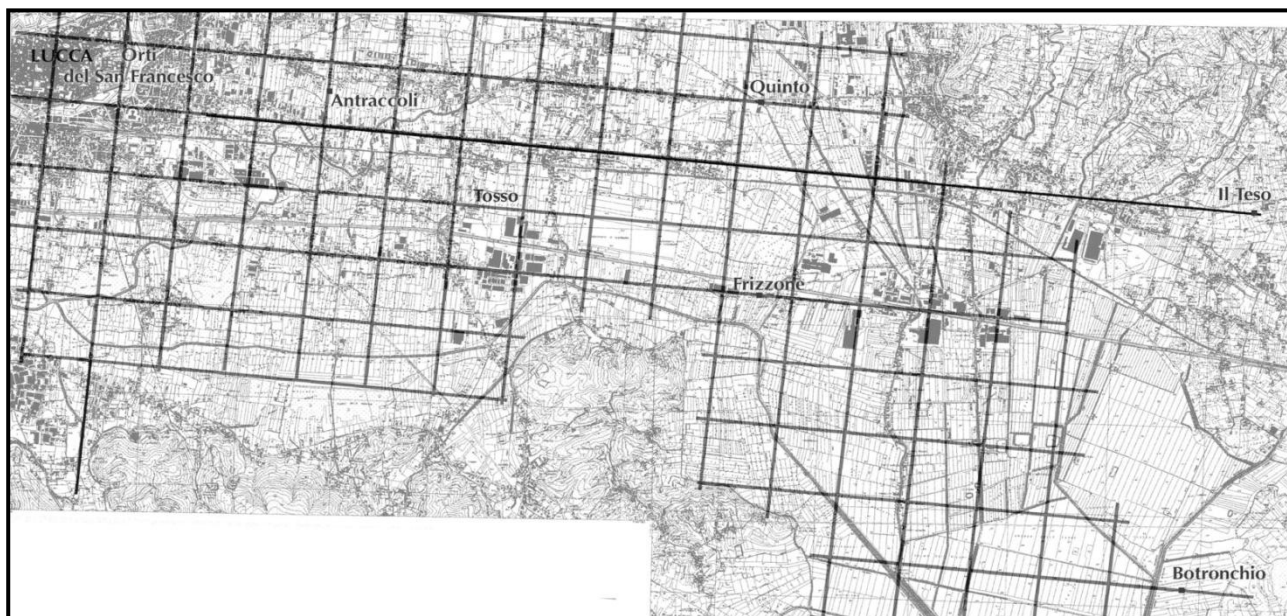 LUCCA
Orti
del San Francesco
Antraccoli
Quinto
Tosso
Il Teso
Frizzone
Botronchio